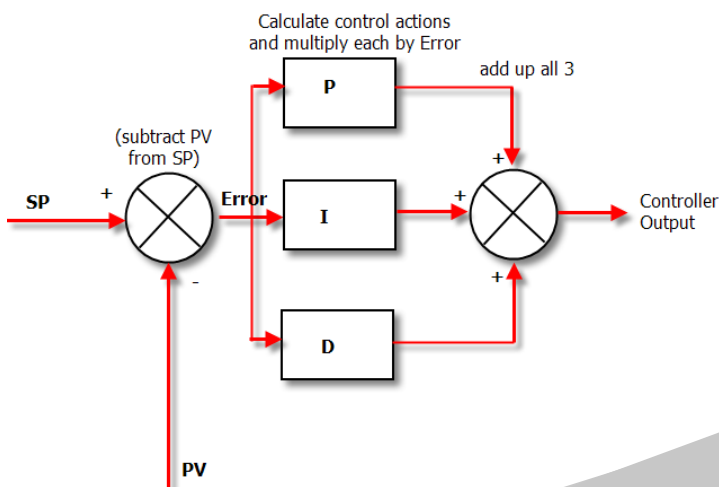 Calculate control actions
and multiply each by Error
P
add up all 3
(subtract PV
from SP)
+
SP
+
Error
+
I
Controller
Output
-
+
D
PV